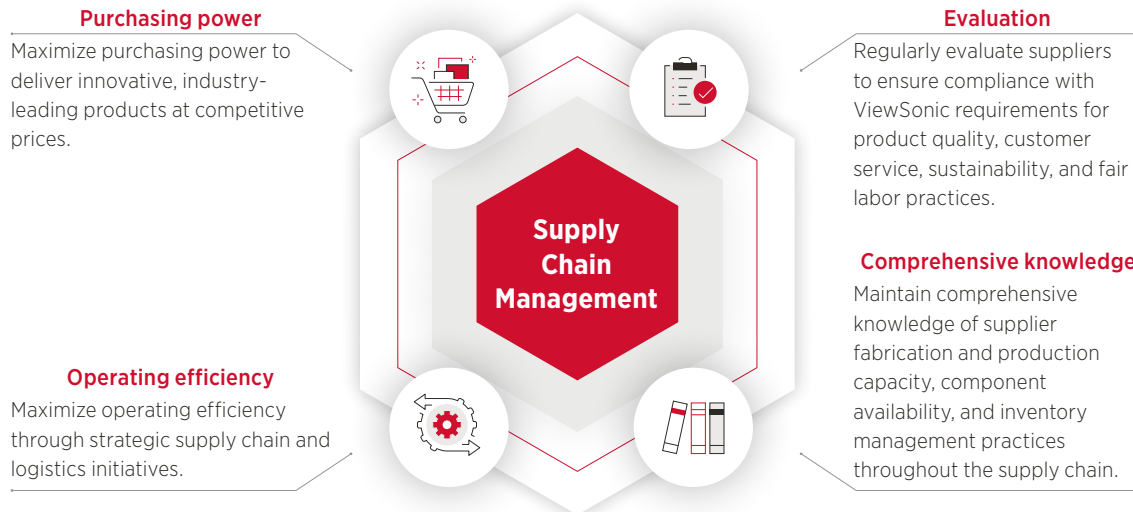 Purchasing power
Maximize purchasing power to
deliver innovative, industry-
leading products at competitive
prices.
Evaluation
Regularly evaluate suppliers
to ensure compliance with
ViewSonic requirements for
product quality, customer
service, sustainability, and fair
labor practices.
Supply
Chain
Management
Operating efficiency
Maximize operating efficiency
through strategic supply chain and
logistics initiatives.
Comprehensive knowledge
Maintain comprehensive
knowledge of supplier
fabrication and production
capacity, component
availability, and inventory
management practices
throughout the supply chain.